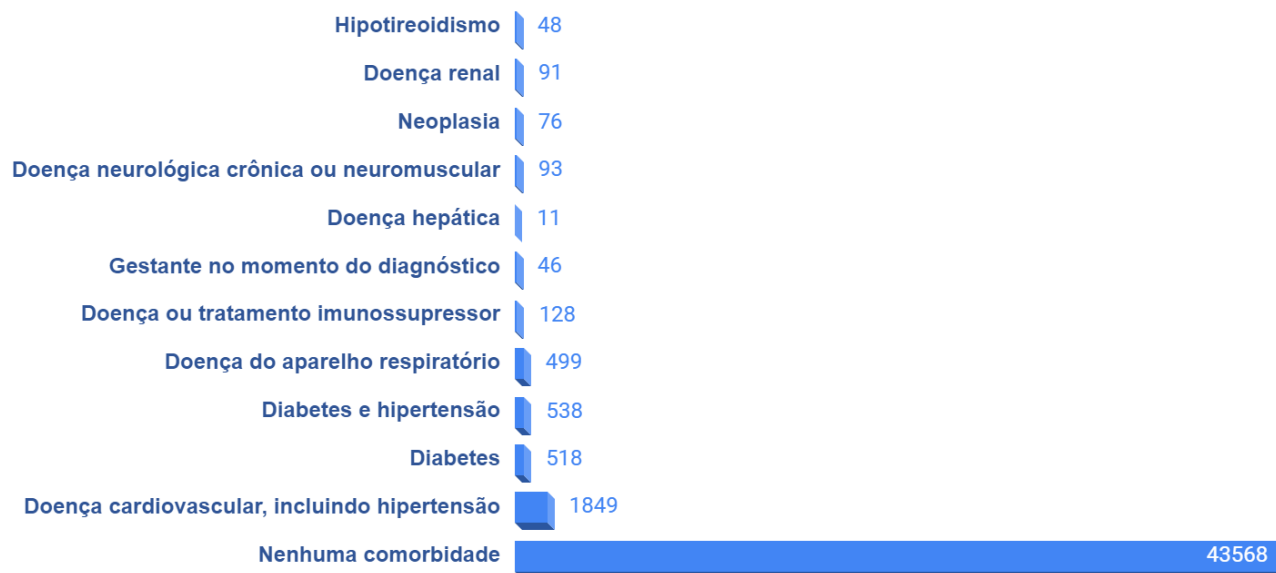 Hipotireoidismo 48
Doença renal 91
Neoplasia 76
Doença neurológica crônica ou neuromuscular 93
Doença hepática 11
Gestante no momento do diagnóstico 46
Doença ou tratamento imunossupressor 128
Doença do aparelho respiratório 499
Diabetes e hipertensão 538
Diabetes 518
Doença cardiovascular, incluindo hipertensão 1849
Nenhuma comorbidade 43568